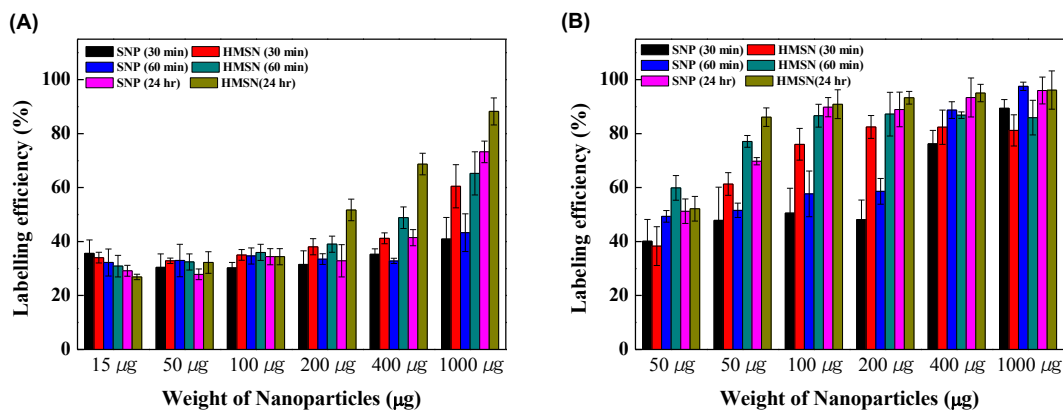 (A)
SNP (30 min) HMSN (30 min)
SNP (60 min) HMSN (60 min)
SNP (24 hr) HMSN(24 hr)
Labelling efficiency (%)
100
80
60
40
20
0
15 µg 50 µg 100 µg 200 µg 400 µg 1000 µg
Weight of Nanoparticles (µg)
(B)
SNP (30 min) HMSN (30 min)
SNP (60 min) HMSN (60 min)
SNP (24 hr) HMSN(24 hr)
Labeling efficiency (%)
100
80
60
40
20
0
50 µg 50 µg 100 µg 200 µg 400 µg 1000 µg
Weight of Nanoparticles (µg)